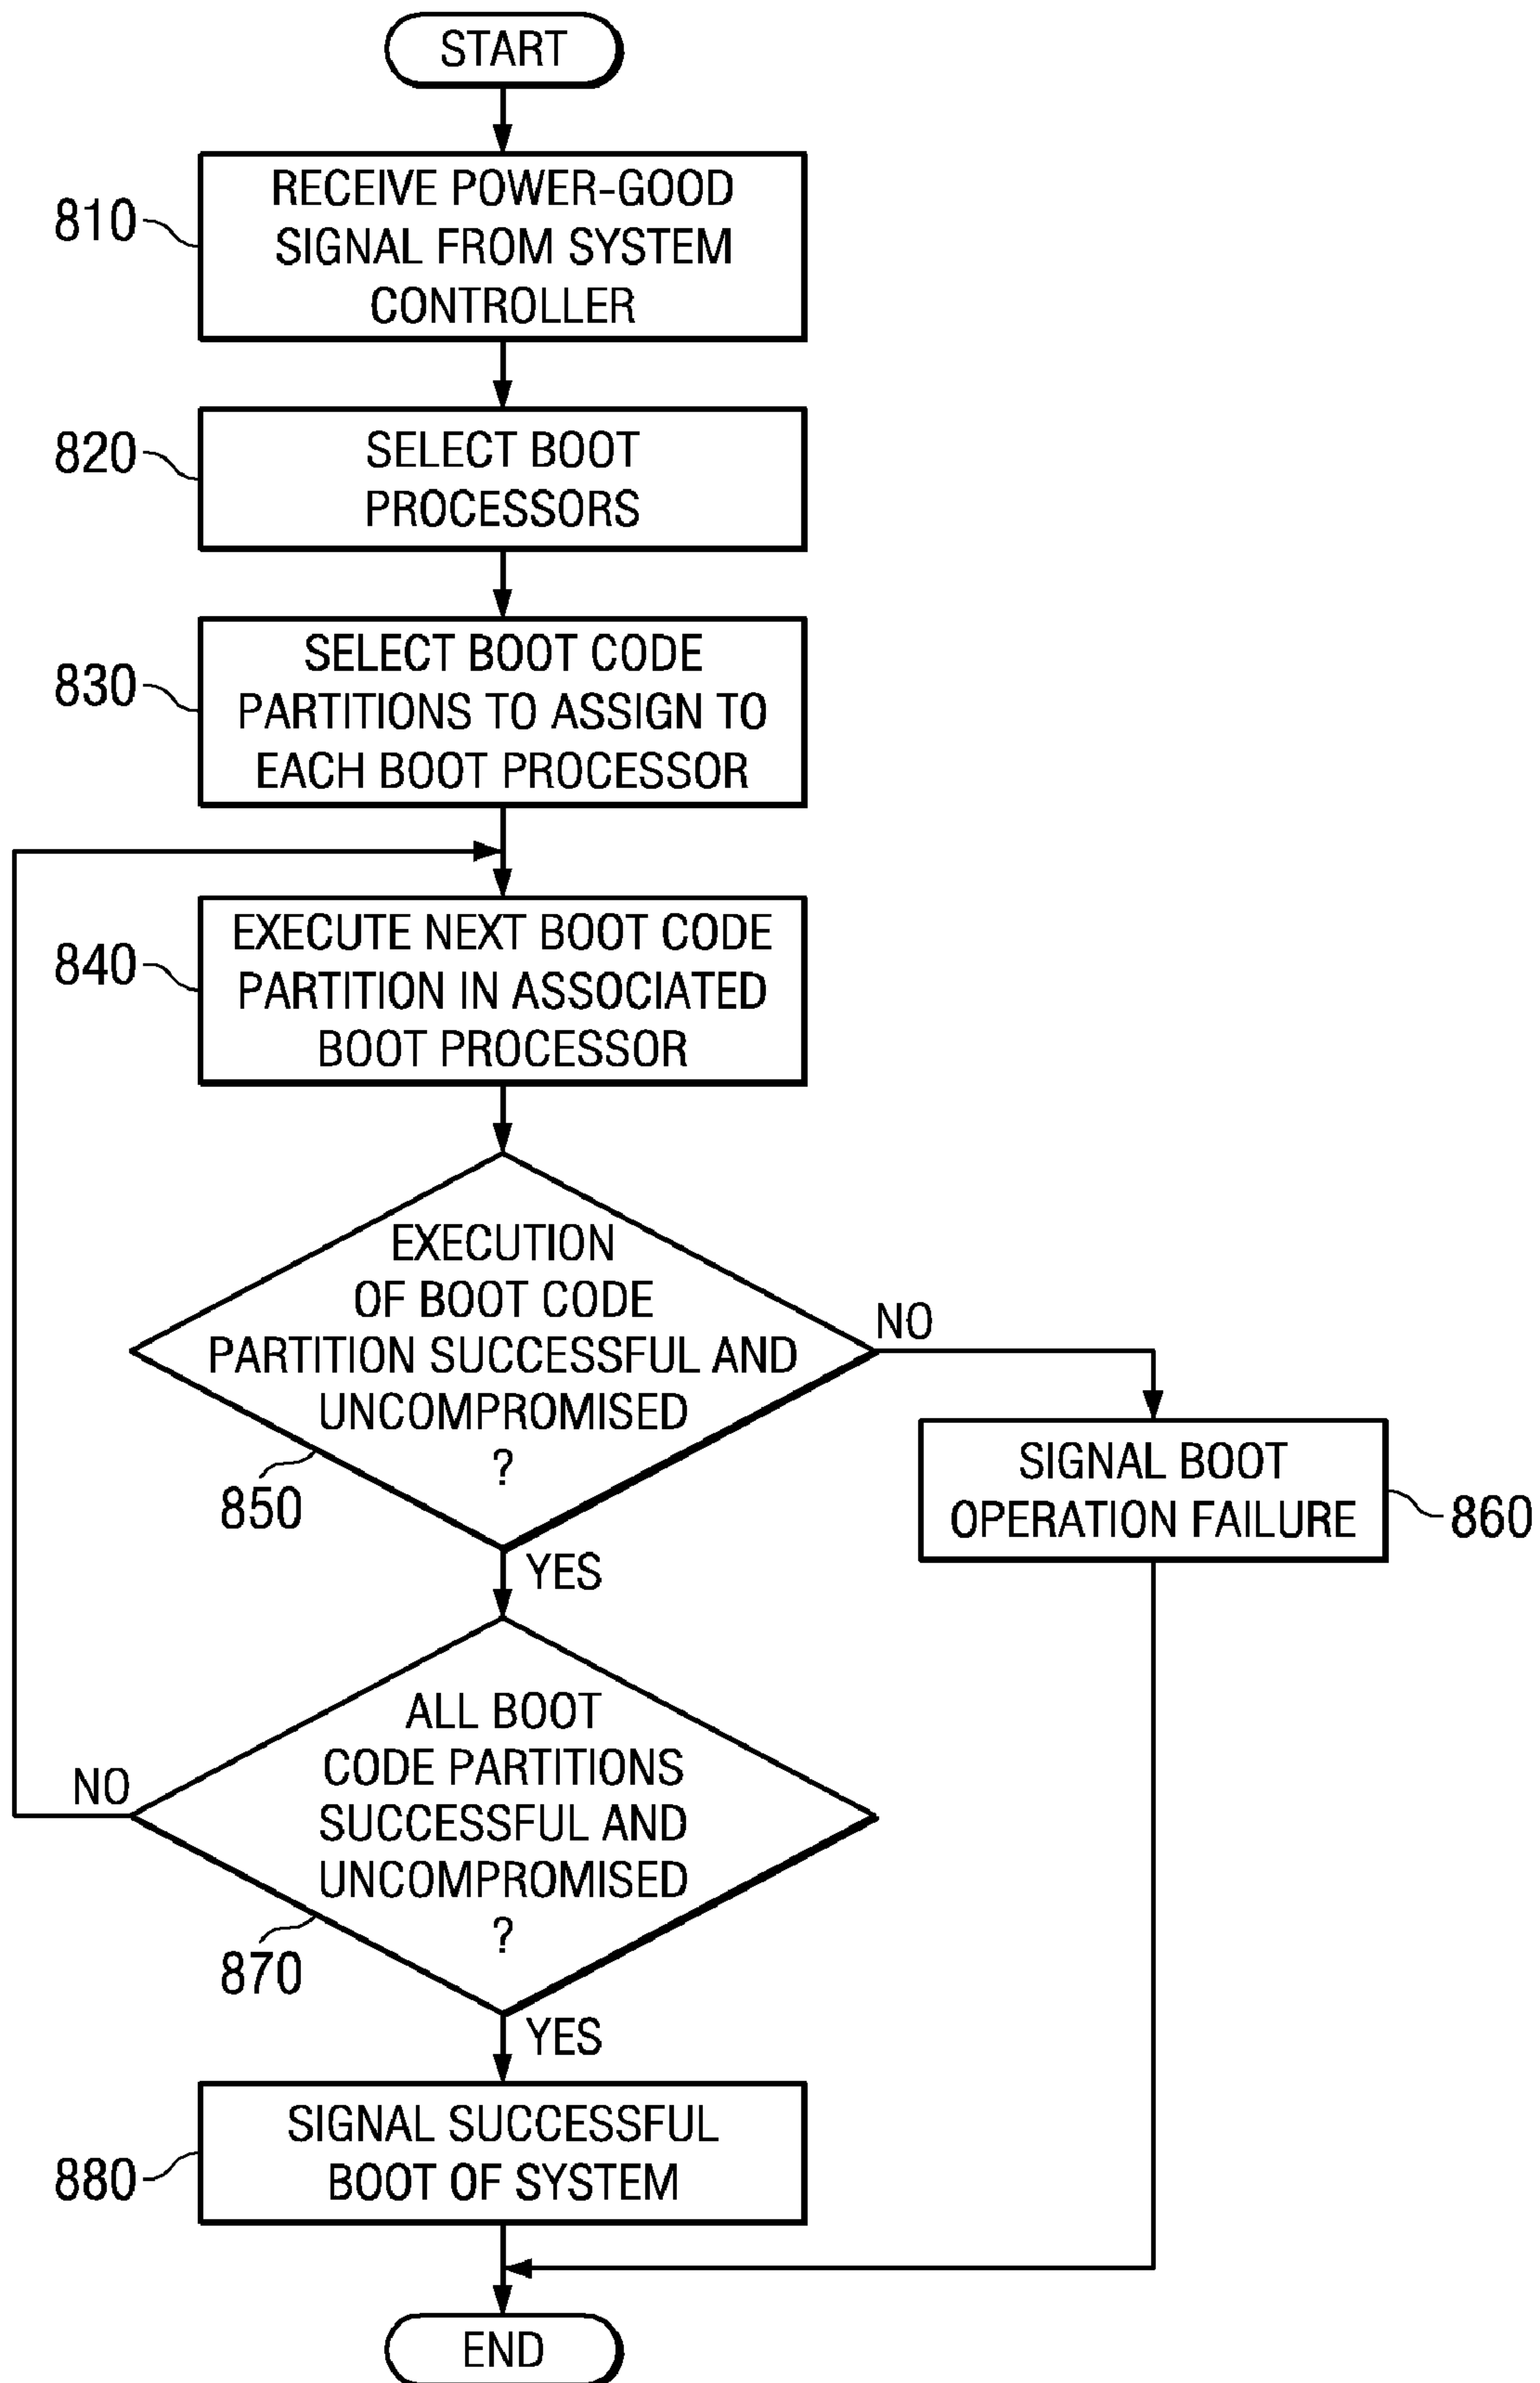 START
810
RECEIVE POWER-GOOD
SIGNAL FROM SYSTEM
CONTROLLER
820
SELECT BOOT
PROCESSORS
830
SELECT BOOT CODE
PARTITIONS TO ASSIGN TO
EACH BOOT PROCESSOR
840
EXECUTE NEXT BOOT CODE
PARTITION IN ASSOCIATED
BOOT PROCESSOR
EXECUTION
OF BOOT CODE
PARTITION SUCCESSFUL AND
UNCOMPROMISED
?
850
NO
YES
SIGNAL BOOT
OPERATION FAILURE
860
ALL BOOT
CODE PARTITIONS
SUCCESSFUL AND
UNCOMPROMISED
?
870
NO
YES
880
SIGNAL SUCCESSFUL
BOOT OF SYSTEM
END